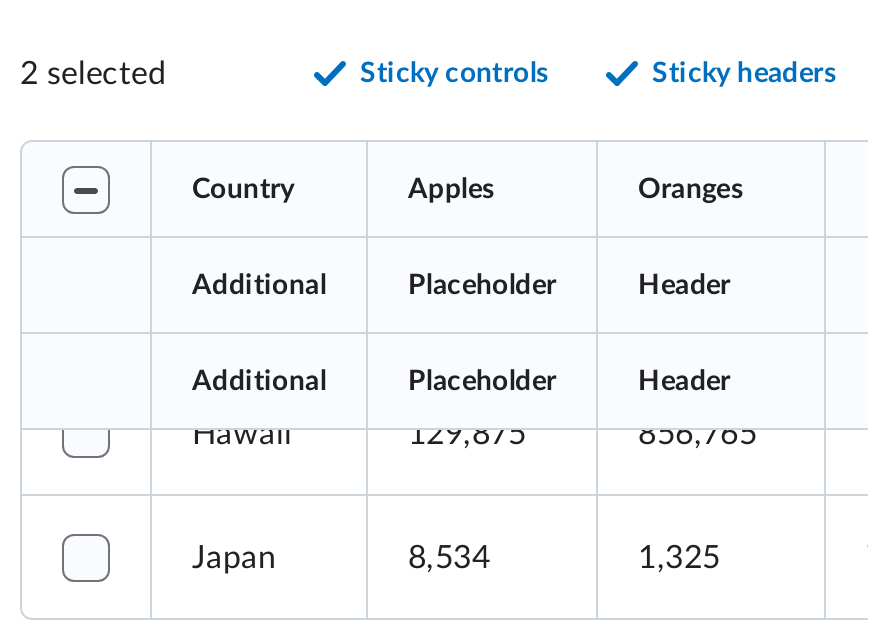 2 selected Sticky controls Sticky headers
Country Apples Oranges
Additional Placeholder Header
Additional Placeholder Header
Hawaii 129,875 856,765
Japan 8,534 1,325